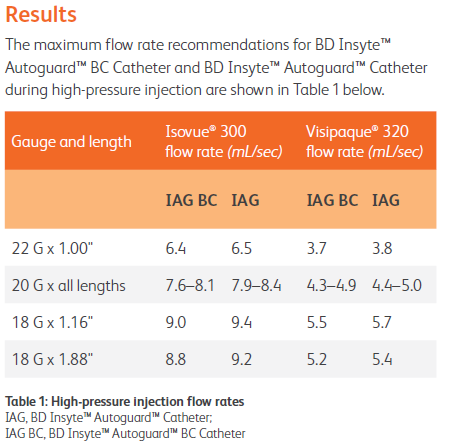 Results
The maximum flow rate recommendations for BD Insyte™
Autoguard™ BC Catheter and BD Insyte™ Autoguard™ Catheter
during high-pressure injection are shown in Table 1 below.
Gauge and length Isovue® 300 flow rate (mL/sec) Visipaque® 320 flow rate (mL/sec)
IAG BC IAG IAG BC IAG
22 G x 1.00" 6.4 6.5 3.7 3.8
20 G x all lengths 7.6–8.1 7.9–8.4 4.3–4.9 4.4–5.0
18 G x 1.16" 9.0 9.4 5.5 5.7
18 G x 1.88" 8.8 9.2 5.2 5.4
Table 1: High-pressure injection flow rates
IAG, BD Insyte™ Autoguard™ Catheter;
IAG BC, BD Insyte™ Autoguard™ BC Catheter